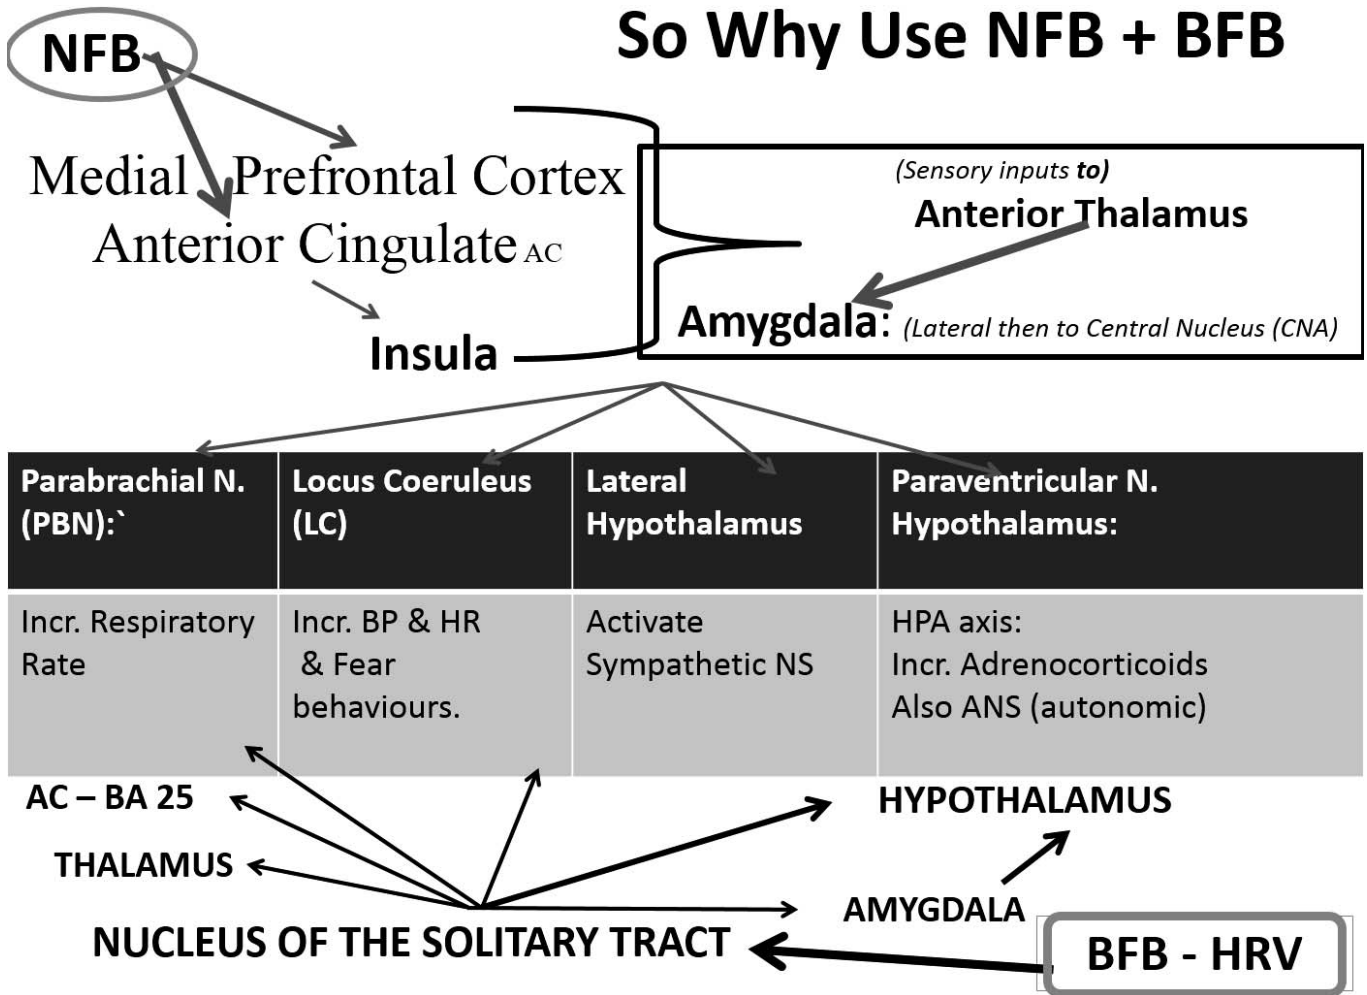 NFB
So Why Use NFB + BFB
Medial Prefrontal Cortex
Anterior Cingulate AC
Insula
(Sensory inputs to)
Anterior Thalamus
Amygdala: (Lateral then to Central Nucleus (CNA)
Parabrachial N.
(PBN):`
Locus Coeruleus
(LC)
Lateral
Hypothalamus
Paraventricular N.
Hypothalamus:
Incr. Respiratory
Rate
Incr. BP & HR
& Fear
behaviours.
Activate
Sympathetic NS
HPA axis:
Incr. Adrenocorticoids
Also ANS (autonomic)
AC – BA 25
THALAMUS
HYPOTHALAMUS
AMYGDALA
NUCLEUS OF THE SOLITARY TRACT
BFB - HRV